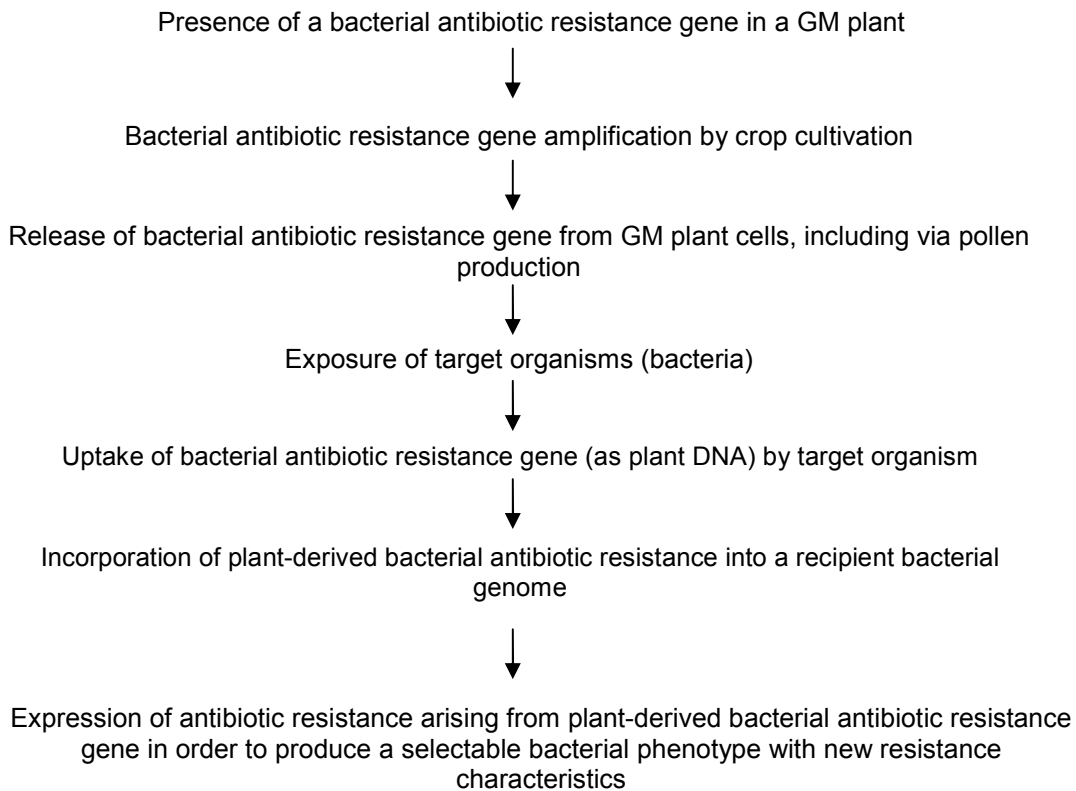 Presence of a bacterial antibiotic resistance gene in a GM plant
Bacterial antibiotic resistance gene amplification by crop cultivation
Release of bacterial antibiotic resistance gene from GM plant cells, including via pollen
production
Exposure of target organisms (bacteria)
Uptake of bacterial antibiotic resistance gene (as plant DNA) by target organism
Incorporation of plant-derived bacterial antibiotic resistance into a recipient bacterial
genome
Expression of antibiotic resistance arising from plant-derived bacterial antibiotic resistance
gene in order to produce a selectable bacterial phenotype with new resistance
characteristics